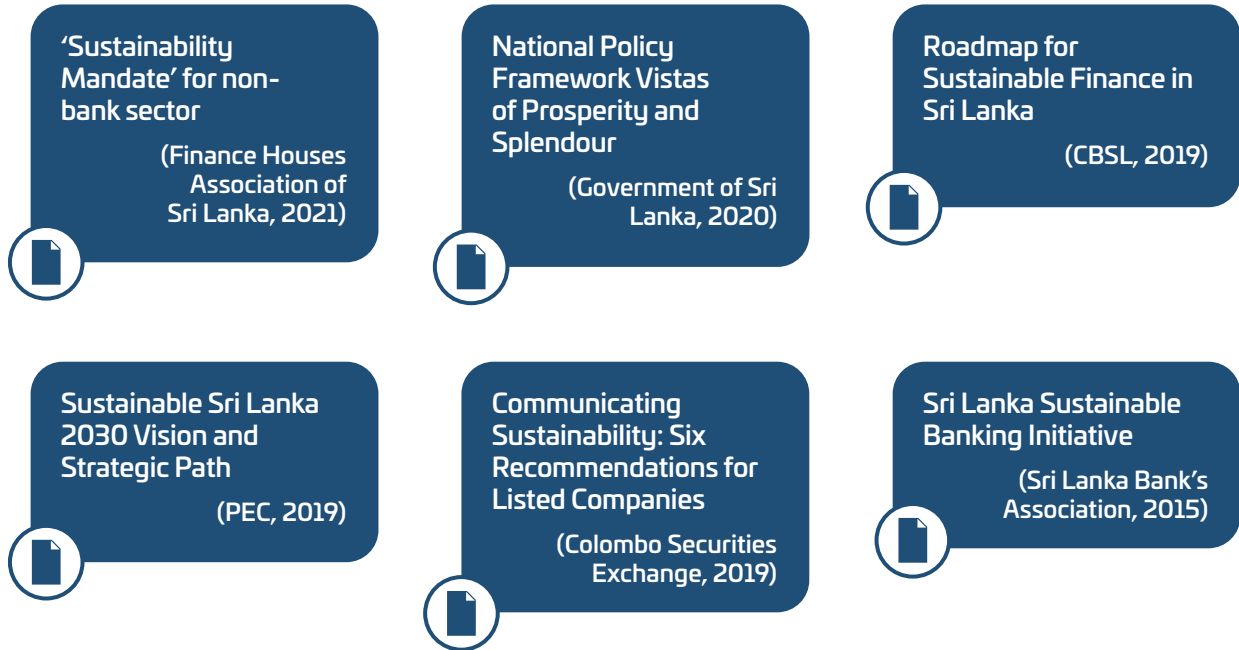 ‘Sustainability
Mandate’ for non-
bank sector
(Finance Houses
Association of
Sri Lanka, 2021)
National Policy
Framework Vistas
of Prosperity and
Splendour
(Government of Sri
Lanka, 2020)
Roadmap for
Sustainable Finance in
Sri Lanka
(CBSL, 2019)
Sustainable Sri Lanka
2030 Vision and
Strategic Path
(PEC, 2019)
Communicating
Sustainability: Six
Recommendations for
Listed Companies
(Colombo Securities
Exchange, 2019)
Sri Lanka Sustainable
Banking Initiative
(Sri Lanka Bank’s
Association, 2015)